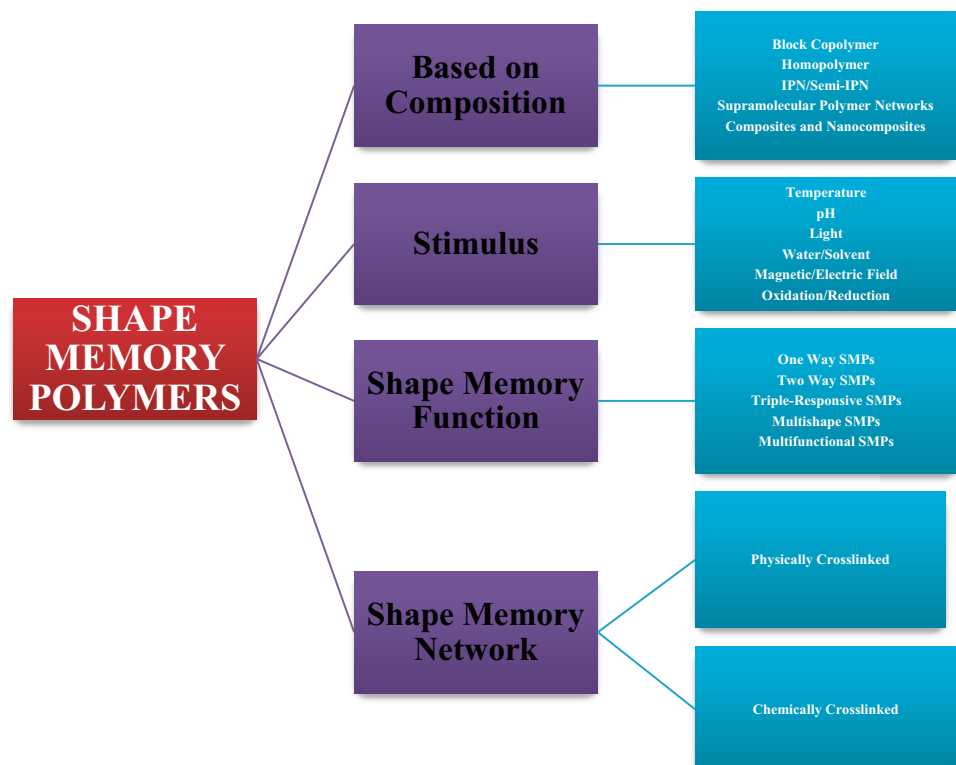 SHAPE
MEMORY
POLYMERS
Based on
Composition
Block Copolymer
Homopolymer
IPN/Semi-IPN
Supramolecular Polymer Networks
Composites and Nanocomposites
Stimulus
Temperature
pH
Light
Water/Solvent
Magnetic/Electric Field
Oxidation/Reduction
Shape Memory
Function
One Way SMPs
Two Way SMPs
Triple-Responsive SMPs
Multishape SMPs
Multifunctional SMPs
Shape Memory
Network
Physically Crosslinked
Chemically Crosslinked